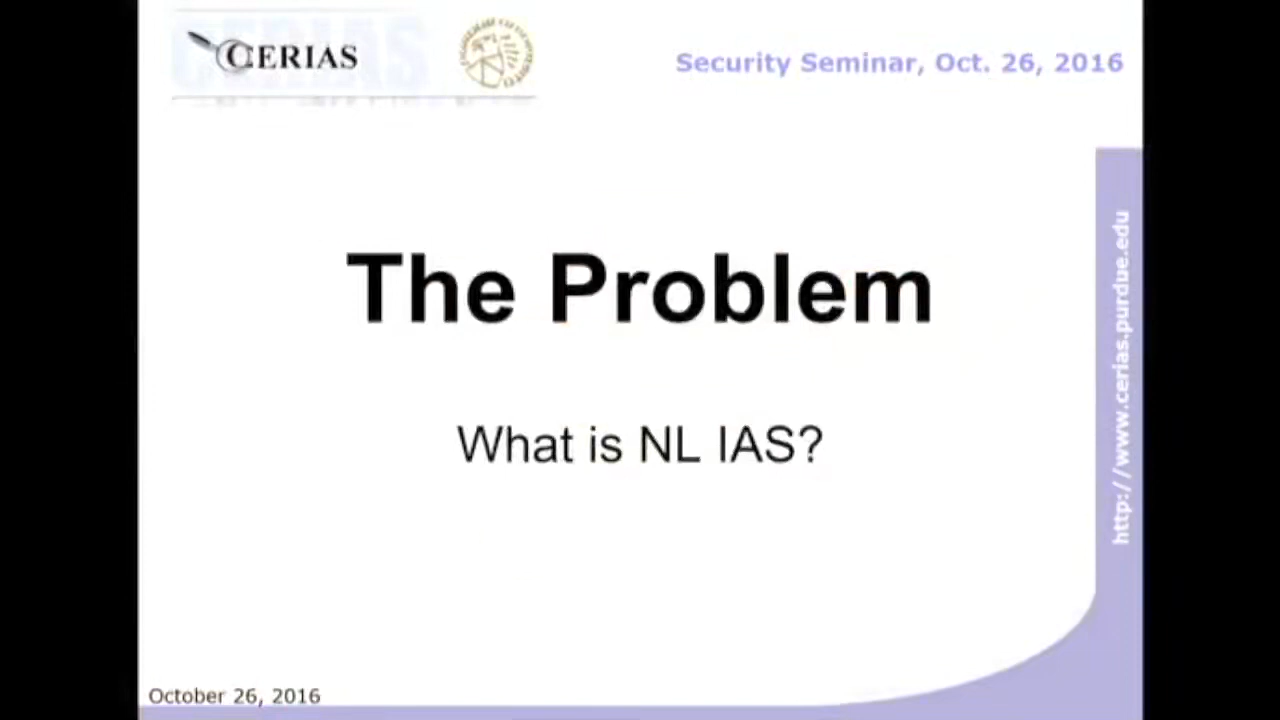 CERIAS
Security Seminar, Oct. 26, 2016
The Problem
What is NL IAS?
http://www.cerias.purdue.edu
October 26, 2016